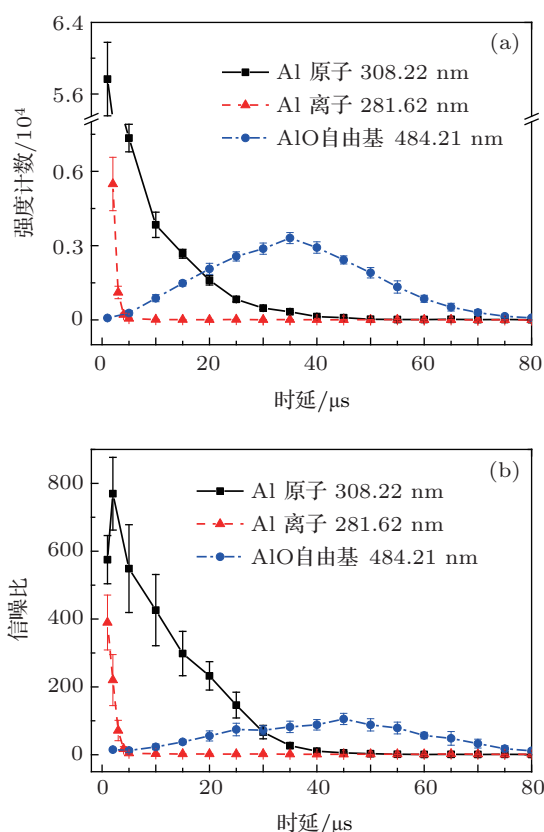 (a)
6.4
5.6
0.6
0.3
0
强度计数/10⁴
Al 原子 308.22 nm
Al 离子 281.62 nm
AlO自由基 484.21 nm
0 20 40 60 80
时延/μs
(b)
800
600
400
200
0
信噪比
Al 原子 308.22 nm
Al 离子 281.62 nm
AlO自由基 484.21 nm
0 20 40 60 80
时延/μs